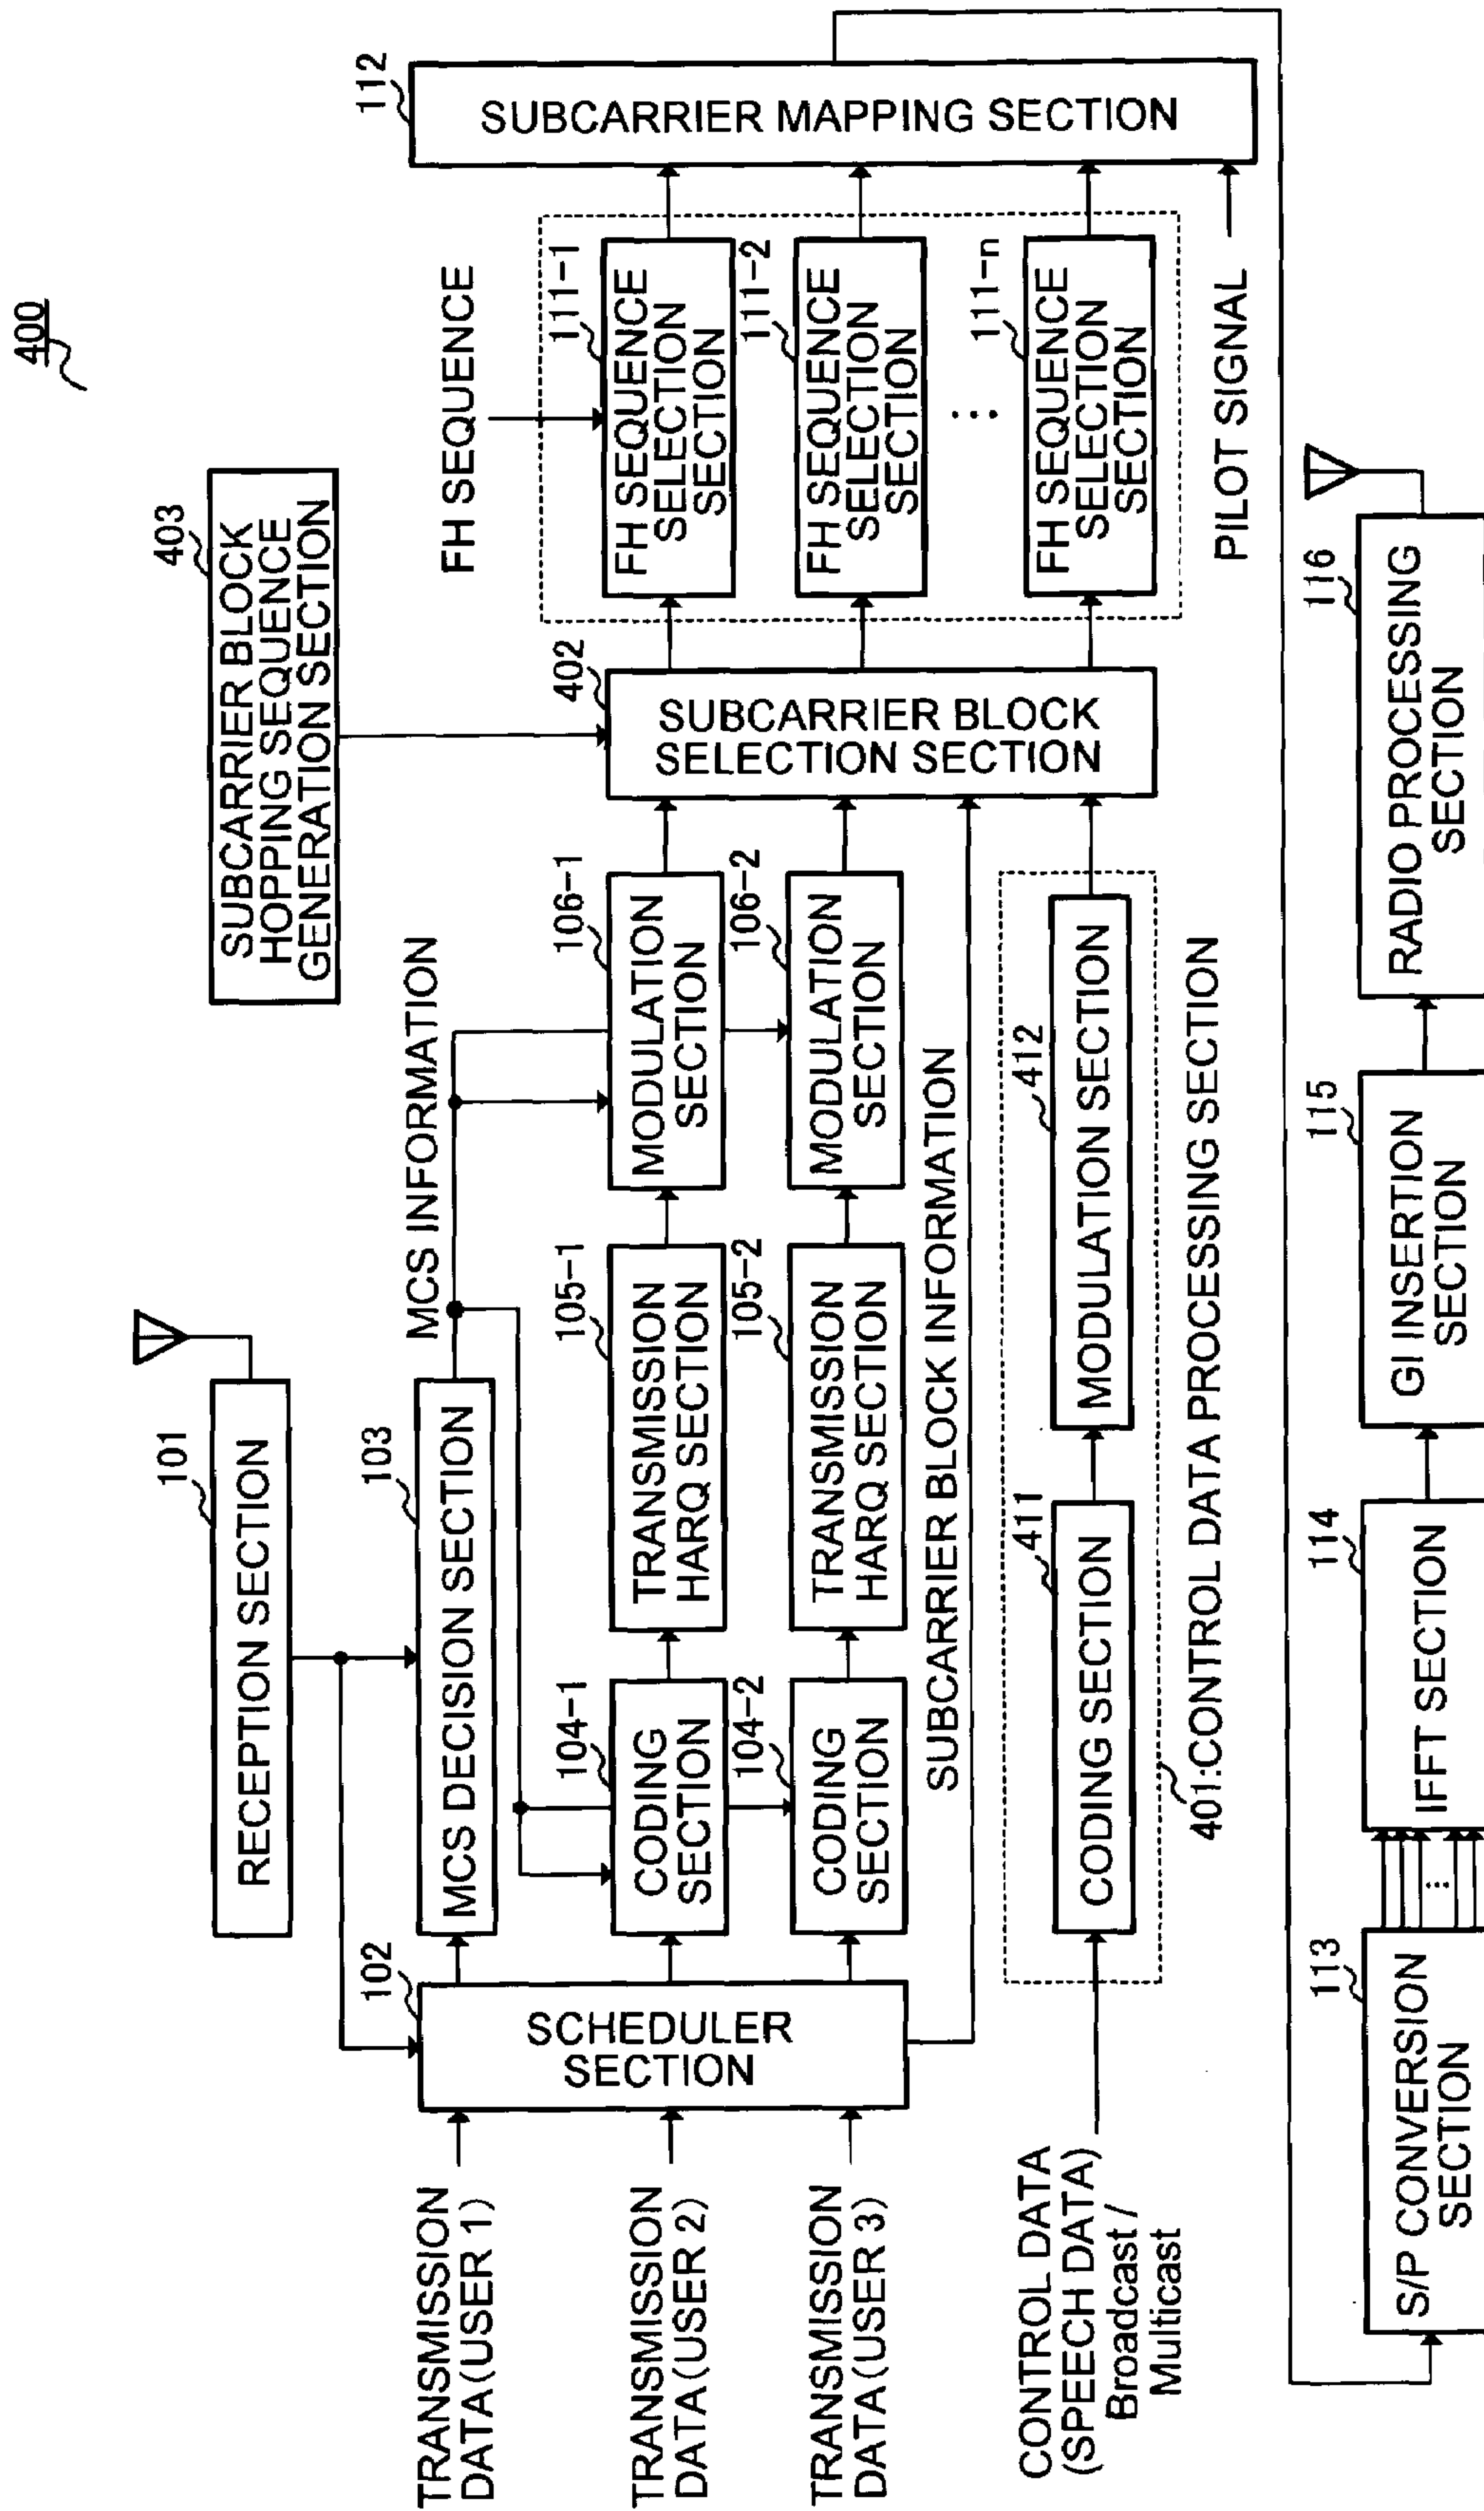 400
101
RECEPTION SECTION
102
SCHEDULER
SECTION
103
MCS DECISION SECTION
MCS INFORMATION
403
SUBCARRIER BLOCK
HOPPING SEQUENCE
GENERATION SECTION
FH SEQUENCE
112
SUBCARRIER MAPPING SECTION
TRANSMISSION
DATA(USER 1)
TRANSMISSION
DATA(USER 2)
TRANSMISSION
DATA(USER 3)
104-1
CODING
SECTION
105-1
TRANSMISSION
HARQ SECTION
106-1
MODULATION
SECTION
104-2
CODING
SECTION
105-2
TRANSMISSION
HARQ SECTION
106-2
MODULATION
SECTION
SUBCARRIER BLOCK INFORMATION
402
SUBCARRIER BLOCK
SELECTION SECTION
111-1
FH SEQUENCE
SELECTION
SECTION
111-2
FH SEQUENCE
SELECTION
SECTION
...
111-n
FH SEQUENCE
SELECTION
SECTION
PILOT SIGNAL
CONTROL DATA
(SPEECH DATA)
Broadcast /
Multicast
411
CODING SECTION
412
MODULATION SECTION
401:CONTROL DATA PROCESSING SECTION
113
S/P CONVERSION
SECTION
...
114
IFFT SECTION
115
GI INSERTION
SECTION
116
RADIO PROCESSING
SECTION